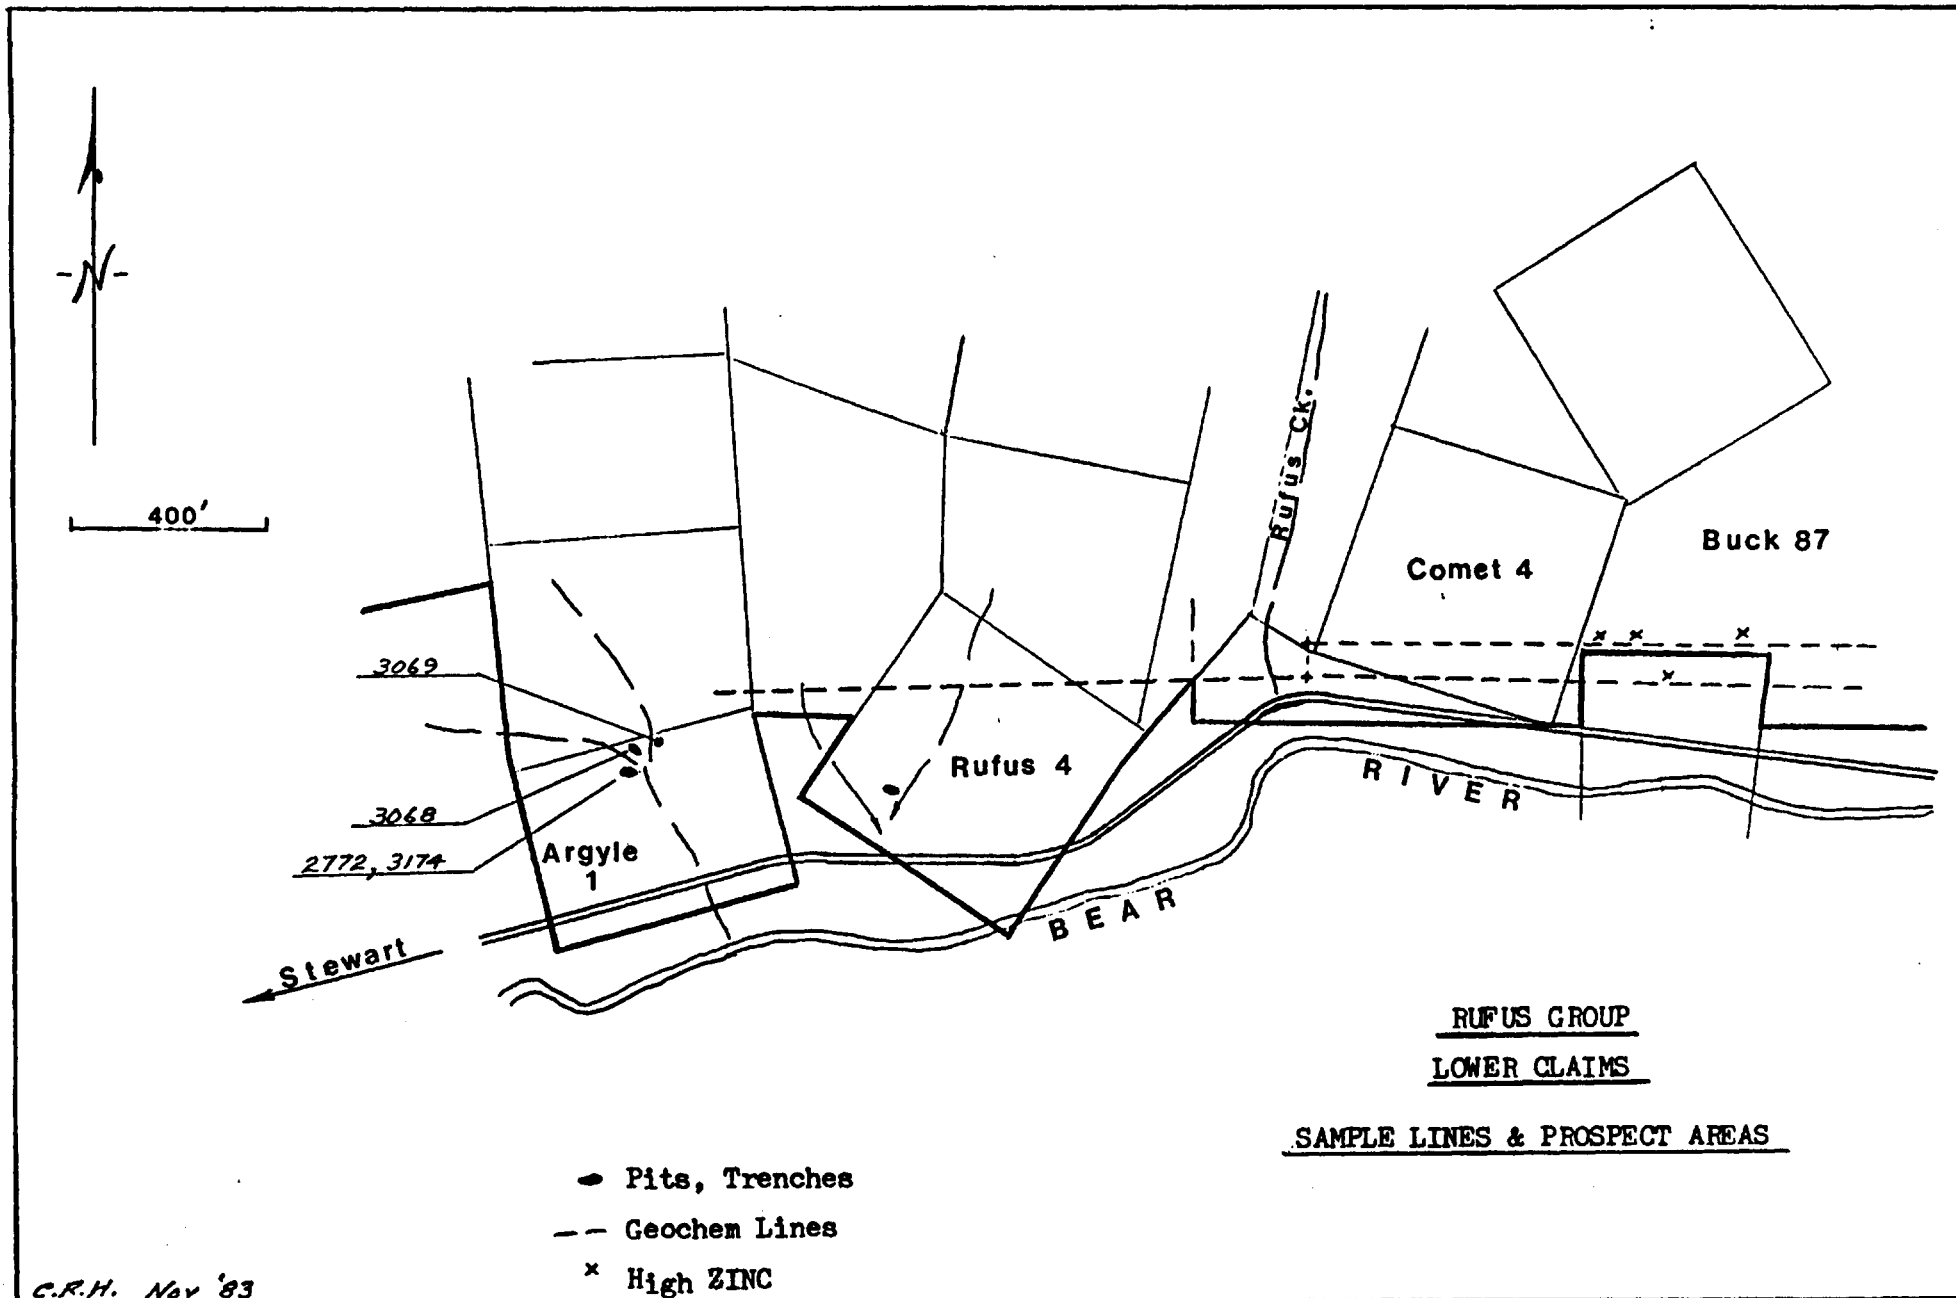 N
400'
Rufus Ck.
Buck 87
Comet 4
3069
Rufus 4
RIVER
3068
2772, 3174
Argyle
1
BEAR
Stewart
RUFUS GROUP
LOWER CLAIMS
SAMPLE LINES & PROSPECT AREAS
Pits, Trenches
Geochem Lines
x High ZINC
C.R.H. Nov '83